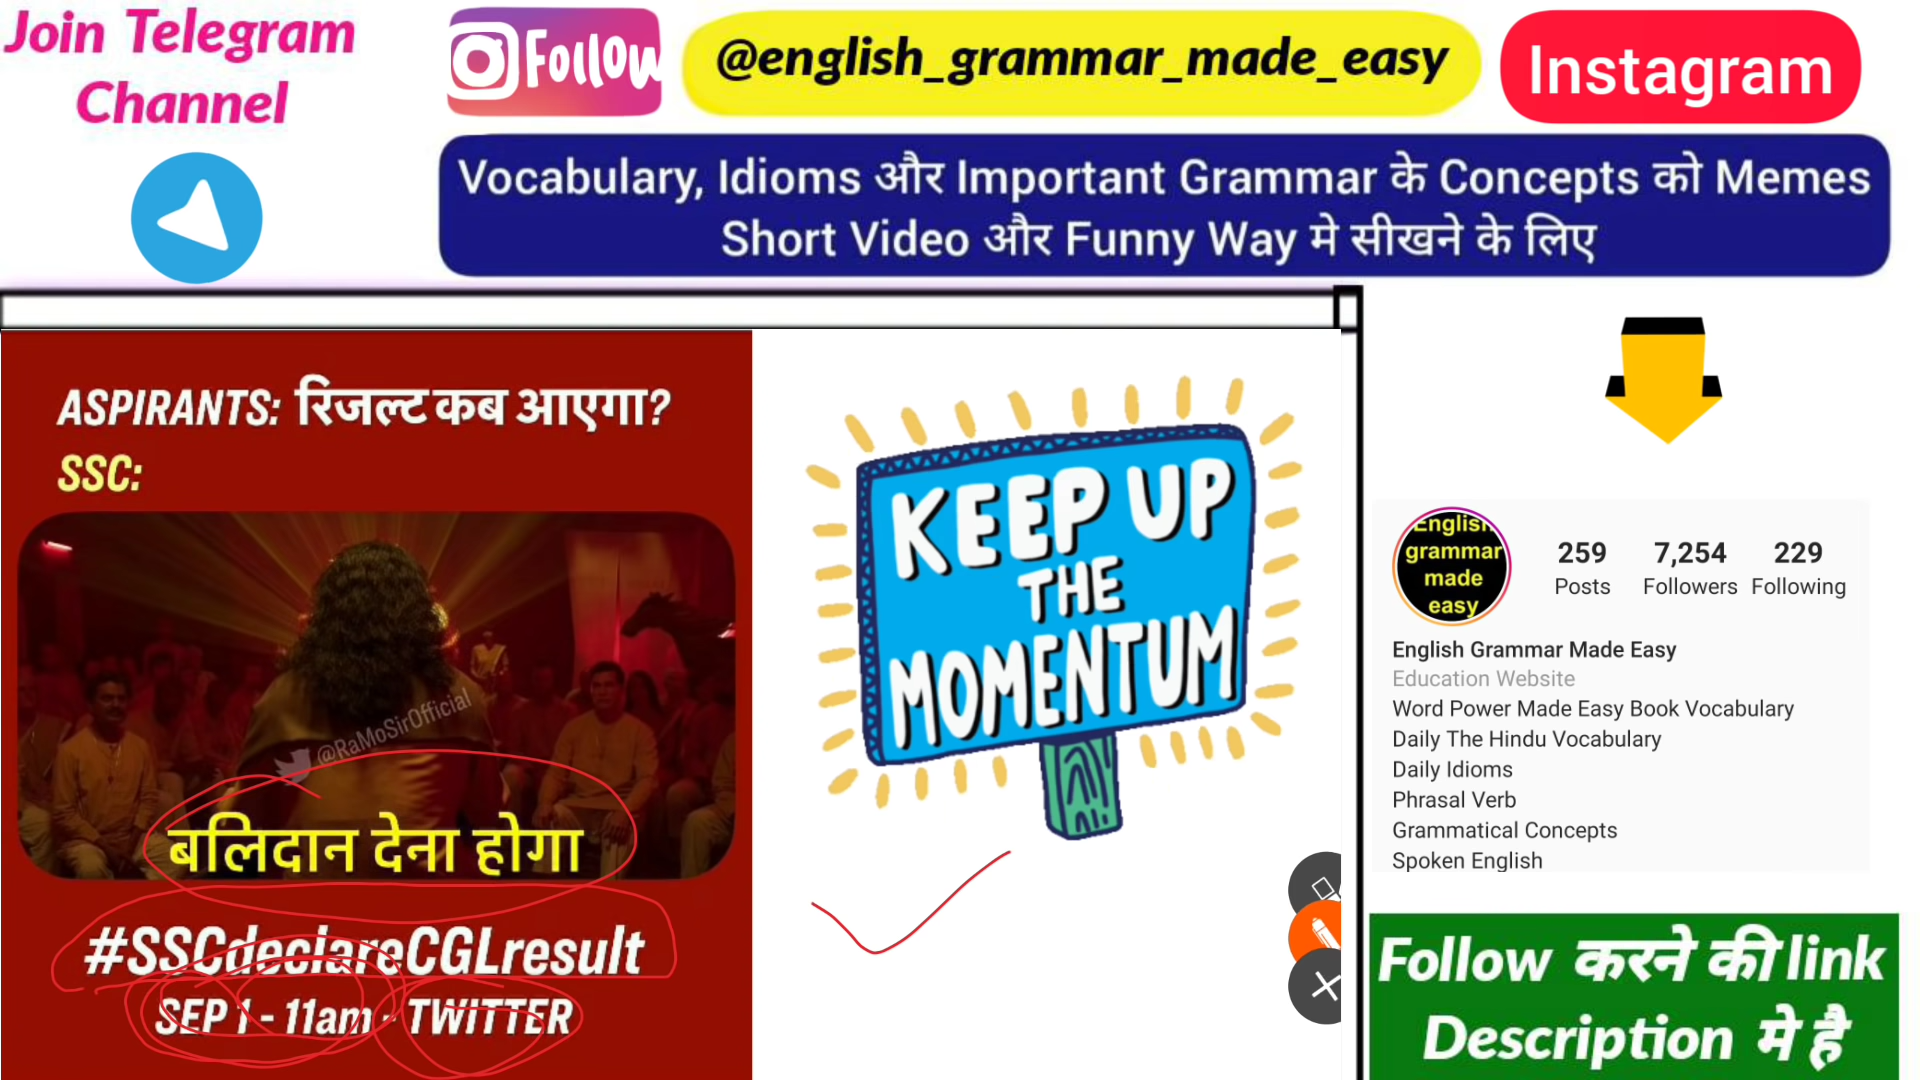 Join Telegram
Channel
Follow
@english_grammar_made_easy
Instagram
Vocabulary, Idioms और Important Grammar के Concepts को Memes
Short Video और Funny Way मे सीखने के लिए
ASPIRANTS: रिजल्ट कब आएगा?
SSC:
@RaMoSirOfficial
बलिदान देना होगा
#SSCdeclareCGLresult
SEP 1 - 11am - TWITTER
KEEP UP
THE
MOMENTUM
English
grammar
made
easy
259 7,254 229
Posts Followers Following
English Grammar Made Easy
Education Website
Word Power Made Easy Book Vocabulary
Daily The Hindu Vocabulary
Daily Idioms
Phrasal Verb
Grammatical Concepts
Spoken English
Follow करने की link
Description मे है